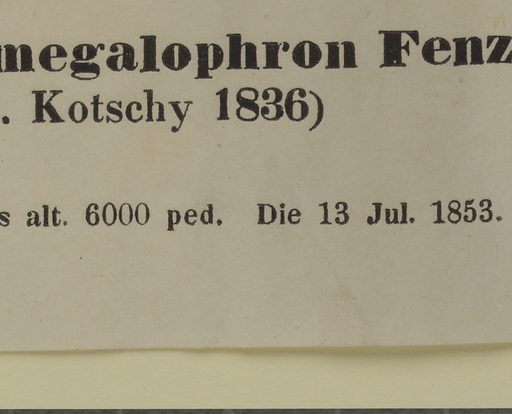 megalophron Fenz
. Kotschy 1836)
s alt. 6000 ped. Die 13 Jul. 1853.